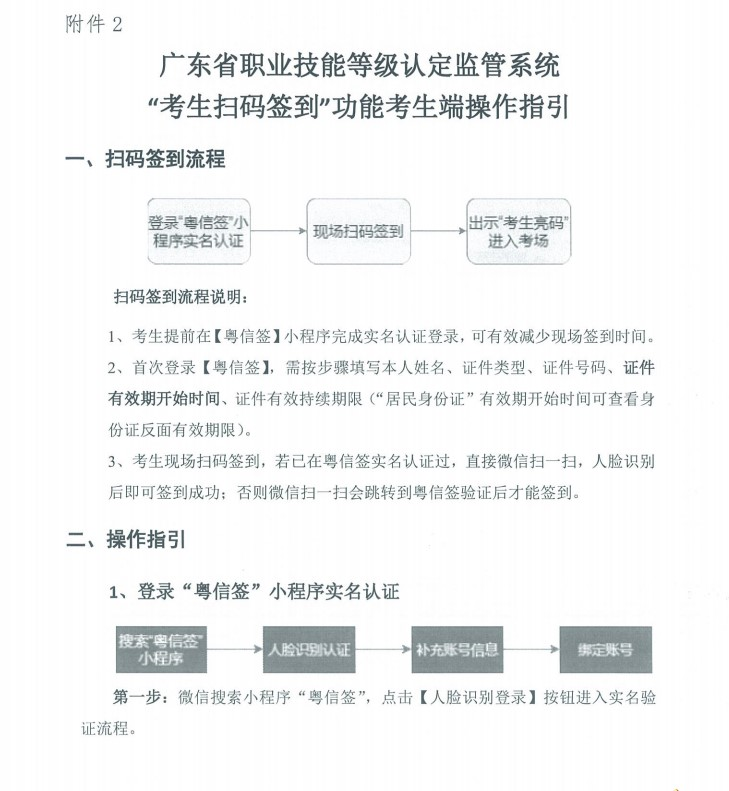 附件 2
广东省职业技能等级认定监管系统
“考生扫码签到”功能考生端操作指引
一、扫码签到流程
登录“粤信签”小
程序实名认证
现场扫码签到
出示“考生亮码”
进入考场
扫码签到流程说明：
1、考生提前在【粤信签】小程序完成实名认证登录，可有效减少现场签到时间。
2、首次登录【粤信签】，需按步骤填写本人姓名、证件类型、证件号码、证件
有效期开始时间、证件有效持续期限（“居民身份证”有效期开始时间可查看身
份证反面有效期限）。
3、考生现场扫码签到，若已在粤信签实名认证过，直接微信扫一扫，人脸识别
后即可签到成功；否则微信扫一扫会跳转到粤信签验证后才能签到。
二、操作指引
1、登录“粤信签”小程序实名认证
搜索“粤信签”
小程序
人脸识别认证
补充账号信息
绑定账号
第一步：微信搜索小程序“粤信签”，点击【人脸识别登录】按钮进入实名验
证流程。